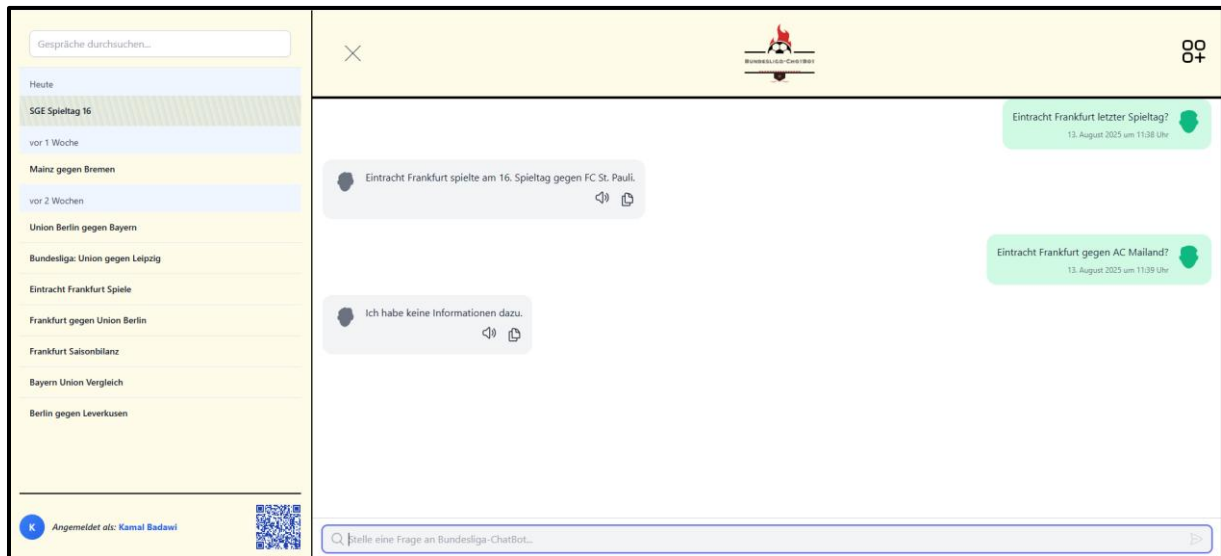 Gespräche durchsuchen...
Heute
SGE Spieltag 16
vor 1 Woche
Mainz gegen Bremen
vor 2 Wochen
Union Berlin gegen Bayern
Bundesliga: Union gegen Leipzig
Eintracht Frankfurt Spiele
Frankfurt gegen Union Berlin
Frankfurt Saisonbilanz
Bayern Union Vergleich
Berlin gegen Leverkusen
K
Angemeldet als: Kamal Badawi
BUNDESLIGA-CHATBOT
Eintracht Frankfurt letzter Spieltag?
13. August 2025 um 11:38 Uhr
Eintracht Frankfurt spielte am 16. Spieltag gegen FC St. Pauli.
Eintracht Frankfurt gegen AC Mailand?
13. August 2025 um 11:39 Uhr
Ich habe keine Informationen dazu.
Stelle eine Frage an Bundesliga-ChatBot...